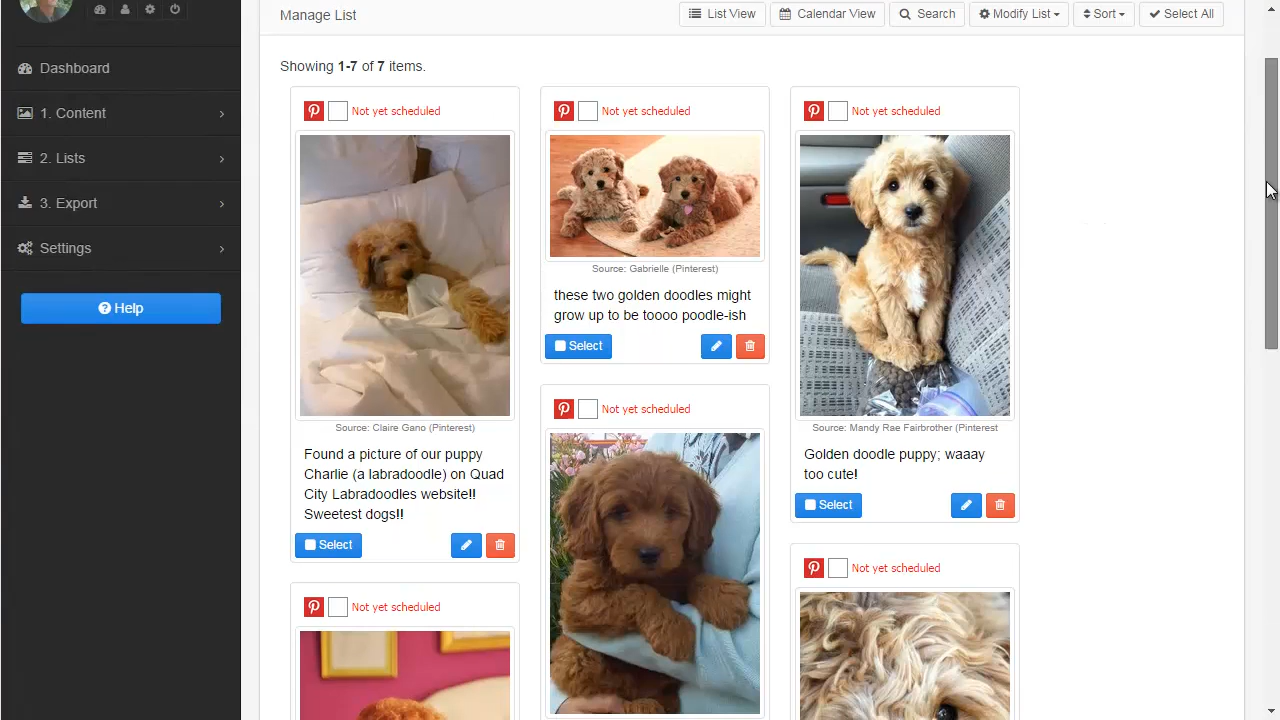 Manage List
List View
Calendar View
Search
Modify List
Sort
Select All
Dashboard
1. Content
2. Lists
3. Export
Settings
Help
Showing 1-7 of 7 items.
Not yet scheduled
Source: Claire Gano (Pinterest)
Found a picture of our puppy
Charlie (a labradoodle) on Quad
City Labradoodles website!!
Sweetest dogs!!
Select
Not yet scheduled
Not yet scheduled
Source: Gabrielle (Pinterest)
these two golden doodles might
grow up to be toooo poodle-ish
Select
Not yet scheduled
Not yet scheduled
Source: Mandy Rae Fairbrother (Pinterest
Golden doodle puppy; waaay
too cute!
Select
Not yet scheduled